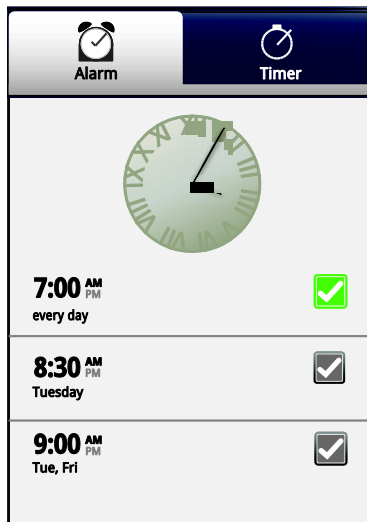 Alarm
Timer
7:00 AM PM
every day
8:30 AM PM
Tuesday
9:00 AM PM
Tue, Fri